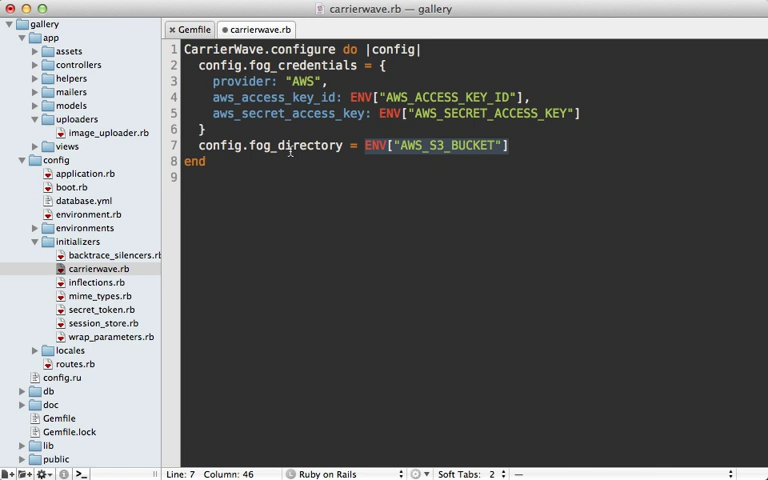 carrierwave.rb — gallery
gallery
app
assets
controllers
helpers
mailers
models
uploaders
image_uploader.rb
views
config
application.rb
boot.rb
database.yml
environment.rb
environments
initializers
backtrace_silencers.rb
carrierwave.rb
inflections.rb
mime_types.rb
secret_token.rb
session_store.rb
wrap_parameters.rb
locales
routes.rb
config.ru
db
doc
Gemfile
Gemfile.lock
lib
public
Gemfile
carrierwave.rb
1 CarrierWave.configure do |config|
2 config.fog_credentials = {
3 provider: "AWS",
4 aws_access_key_id: ENV["AWS_ACCESS_KEY_ID"],
5 aws_secret_access_key: ENV["AWS_SECRET_ACCESS_KEY"]
6 }
7 config.fog_directory = ENV["AWS_S3_BUCKET"]
8 end
9
Line: 7 Column: 46 Ruby on Rails Soft Tabs: 2 —